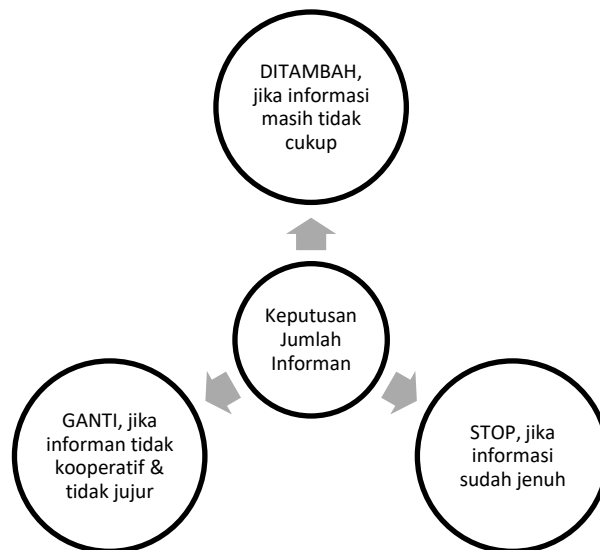 DITAMBAH,
jika informasi
masih tidak
cukup
Keputusan
Jumlah
Informan
GANTI, jika
informan tidak
kooperatif &
tidak jujur
STOP, jika
informasi
sudah jenuh